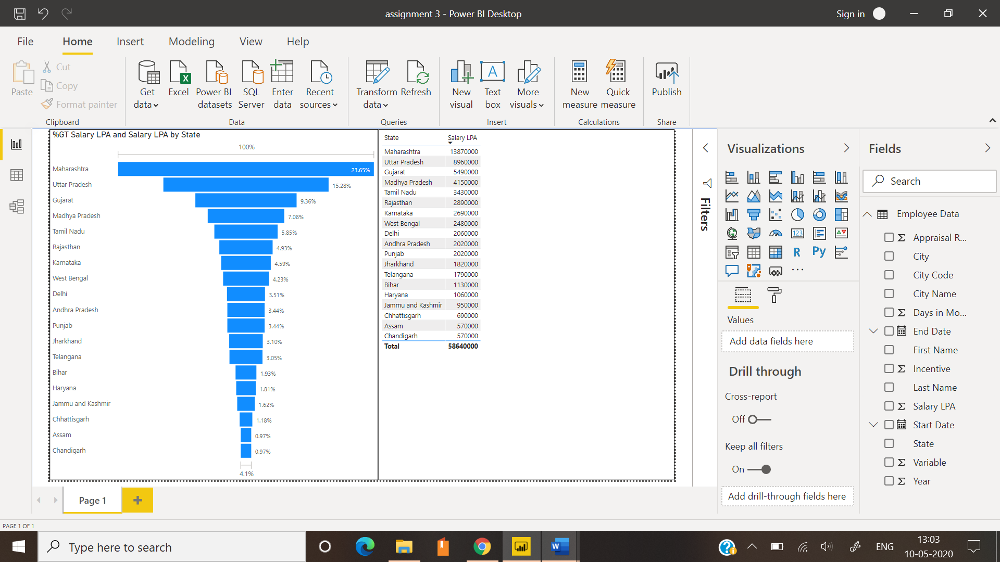 assignment 3 - Power BI Desktop
Sign in
File Home Insert Modeling View Help
Paste
Cut
Copy
Format painter
Clipboard
Get data
Excel
Power BI datasets
SQL Server
Enter data
Recent sources
Data
Transform data
Refresh
Queries
New visual
Text box
More visuals
Insert
New measure
Quick measure
Calculations
Publish
Share
%GT Salary LPA and Salary LPA by State
100%
Maharashtra 23.65%
Uttar Pradesh 15.28%
Gujarat 9.36%
Madhya Pradesh 7.08%
Tamil Nadu 5.85%
Rajasthan 4.93%
Karnataka 4.59%
West Bengal 4.23%
Delhi 3.51%
Andhra Pradesh 3.44%
Punjab 3.44%
Jharkhand 3.10%
Telangana 3.05%
Bihar 1.93%
Haryana 1.81%
Jammu and Kashmir 1.62%
Chhattisgarh 1.18%
Assam 0.97%
Chandigarh 0.97%
4.1%
State Salary LPA
Maharashtra 13870000
Uttar Pradesh 8960000
Gujarat 5490000
Madhya Pradesh 4150000
Tamil Nadu 3430000
Rajasthan 2890000
Karnataka 2690000
West Bengal 2480000
Delhi 2060000
Andhra Pradesh 2020000
Punjab 2020000
Jharkhand 1820000
Telangana 1790000
Bihar 1130000
Haryana 1060000
Jammu and Kashmir 950000
Chhattisgarh 690000
Assam 570000
Chandigarh 570000
Total 58640000
Filters
Visualizations
123
R Py
Values
Add data fields here
Drill through
Cross-report
Off
Keep all filters
On
Add drill-through fields here
Fields
Search
Employee Data
Σ Appraisal R...
City
City Code
City Name
Σ Days in Mo...
End Date
First Name
Σ Incentive
Last Name
Σ Salary LPA
Start Date
State
Σ Variable
Σ Year
Page 1
PAGE 1 OF 1
Type here to search
W
ENG
13:03
10-05-2020